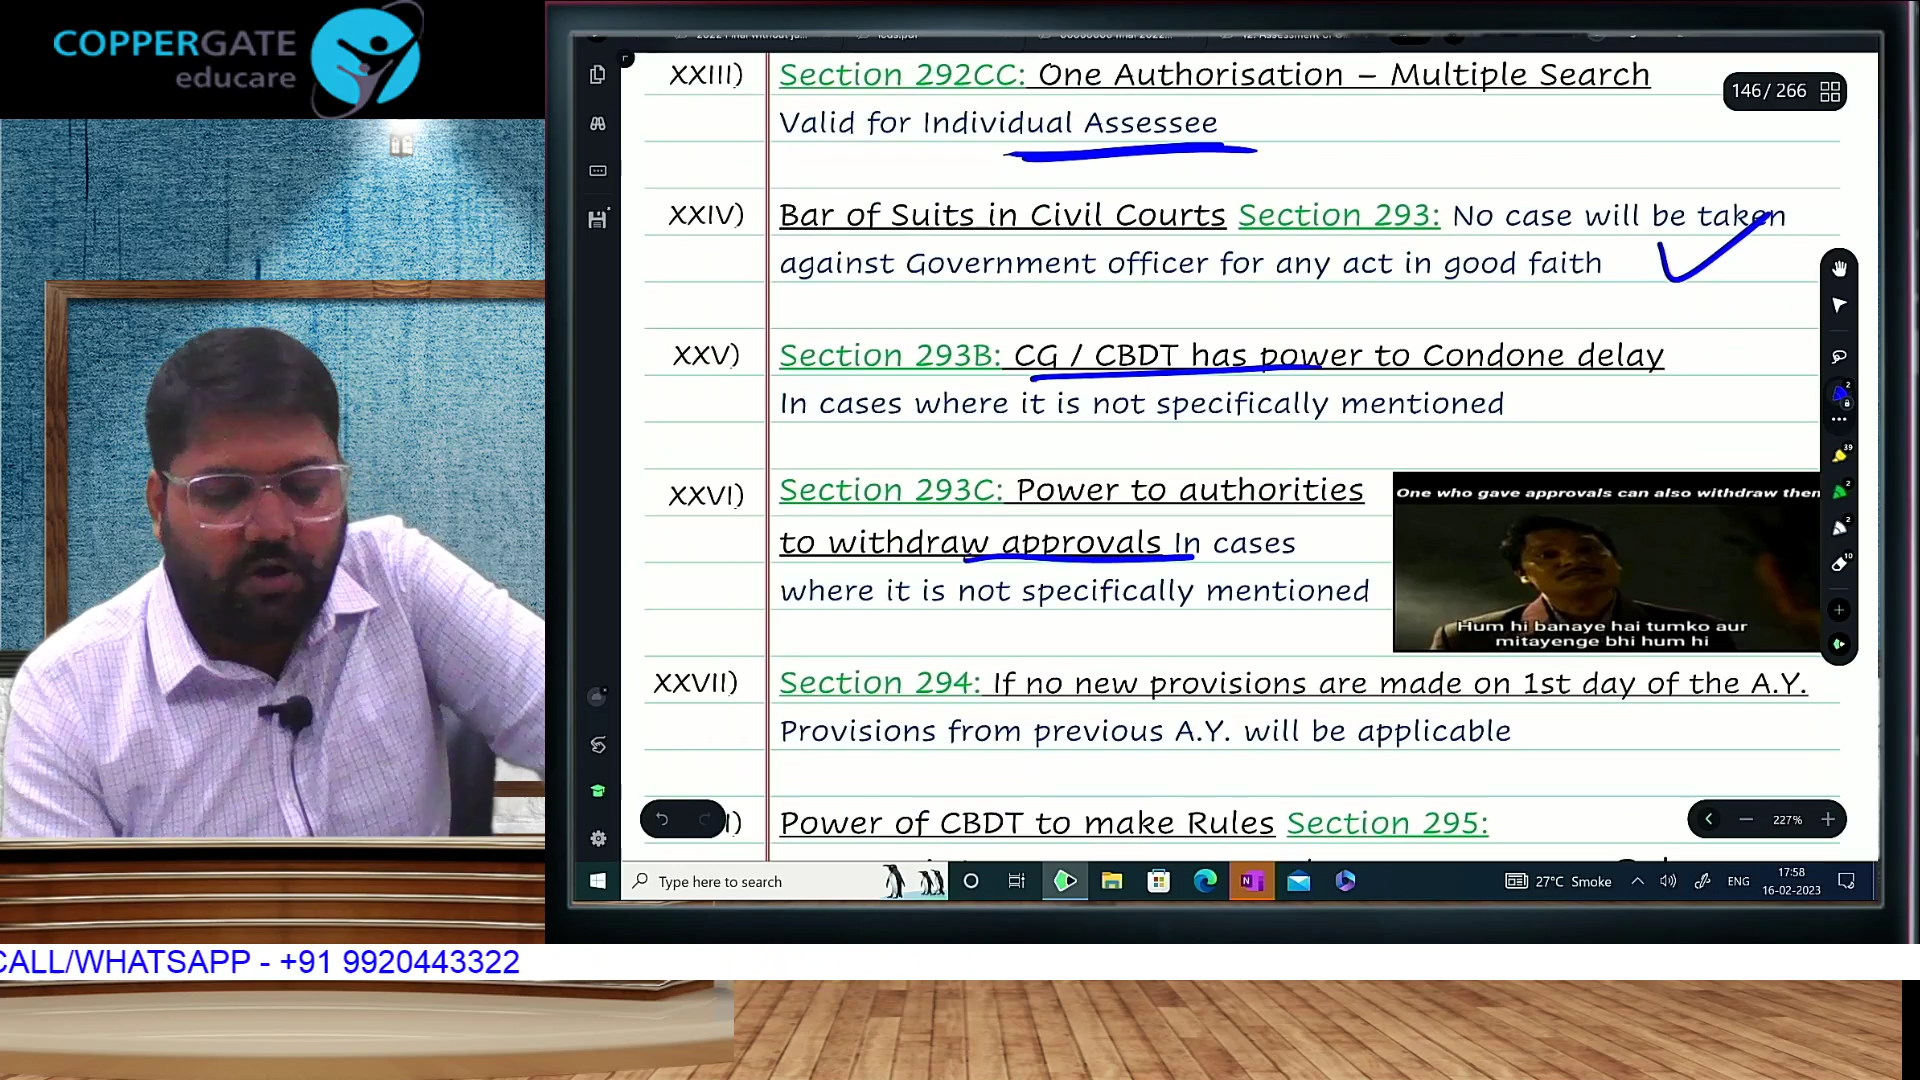 COPPERGATE
educare
XXIII) Section 292CC: One Authorisation – Multiple Search
Valid for Individual Assessee
146/ 266
XXIV) Bar of Suits in Civil Courts Section 293: No case will be taken
against Government officer for any act in good faith
XXV) Section 293B: CG / CBDT has power to Condone delay
In cases where it is not specifically mentioned
XXVI) Section 293C: Power to authorities
to withdraw approvals In cases
where it is not specifically mentioned
One who gave approvals can also withdraw them
Hum hi banaye hai tumko aur
mitayenge bhi hum hi
XXVII) Section 294: If no new provisions are made on 1st day of the A.Y.
Provisions from previous A.Y. will be applicable
I) Power of CBDT to make Rules Section 295:
227%
Type here to search
27°C Smoke
ENG
17:58
16-02-2023
CALL/WHATSAPP - +91 9920443322